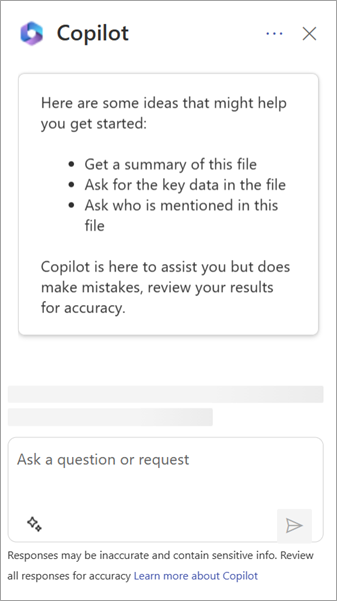 Copilot
Here are some ideas that might help
you get started:
Get a summary of this file
Ask for the key data in the file
Ask who is mentioned in this
file
Copilot is here to assist you but does
make mistakes, review your results
for accuracy.
Ask a question or request
Responses may be inaccurate and contain sensitive info. Review
all responses for accuracy Learn more about Copilot